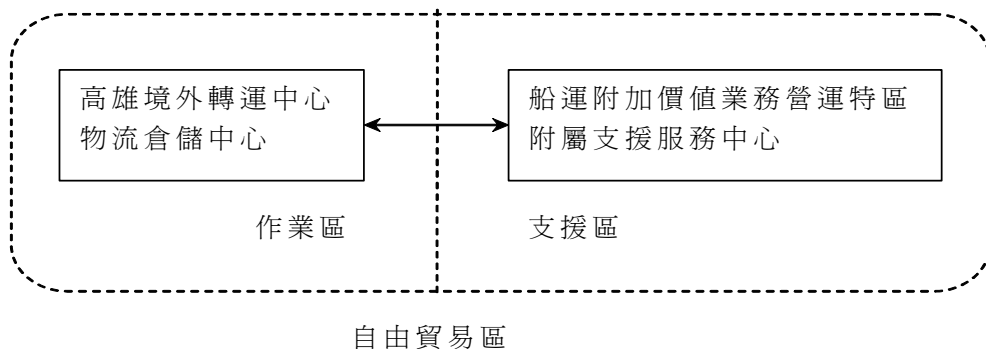 高雄境外轉運中心
物流倉儲中心
船運附加價值業務營運特區
附屬支援服務中心
作業區
支援區
自由貿易區